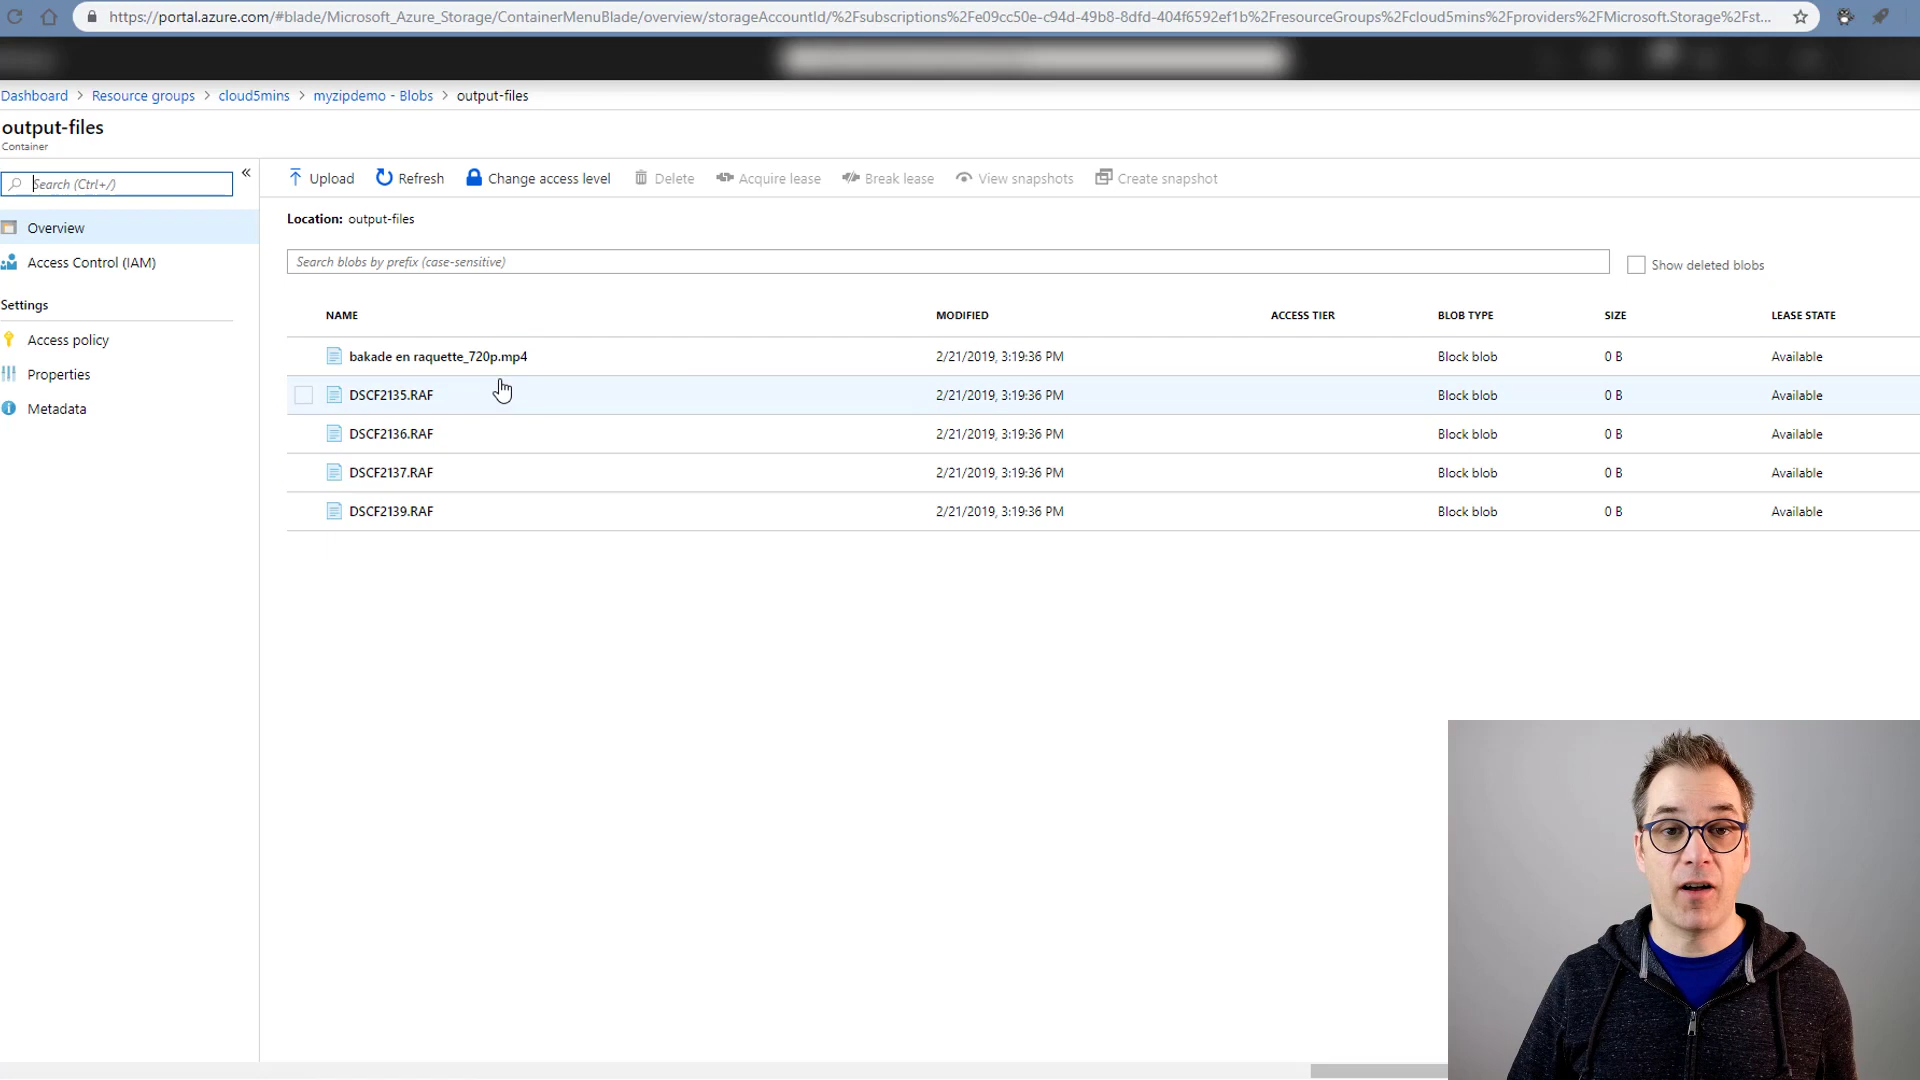 https://portal.azure.com/#blade/Microsoft_Azure_Storage/ContainerMenuBlade/overview/storageAccountId/%2Fsubscriptions%2Fe09cc50e-c94d-49b8-8dfd-404f6592ef1b%2FresourceGroups%2Fcloud5mins%2Fproviders%2FMicrosoft.Storage%2Fst...
Dashboard > Resource groups > cloud5mins > myzipdemo - Blobs > output-files
output-files
Container
Search (Ctrl+/) «
Upload Refresh Change access level Delete Acquire lease Break lease View snapshots Create snapshot
Overview
Access Control (IAM)
Settings
Access policy
Properties
Metadata
Location: output-files
Search blobs by prefix (case-sensitive) Show deleted blobs
NAME MODIFIED ACCESS TIER BLOB TYPE SIZE LEASE STATE
bakade en raquette_720p.mp4 2/21/2019, 3:19:36 PM Block blob 0 B Available
DSCF2135.RAF 2/21/2019, 3:19:36 PM Block blob 0 B Available
DSCF2136.RAF 2/21/2019, 3:19:36 PM Block blob 0 B Available
DSCF2137.RAF 2/21/2019, 3:19:36 PM Block blob 0 B Available
DSCF2139.RAF 2/21/2019, 3:19:36 PM Block blob 0 B Available